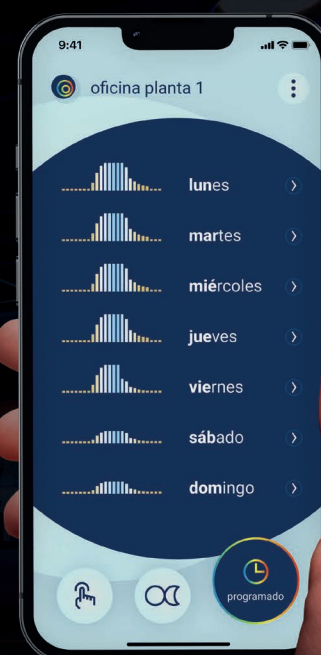 9:41
oficina planta 1
lunes
martes
miércoles
jueves
viernes
sábado
domingo
programado